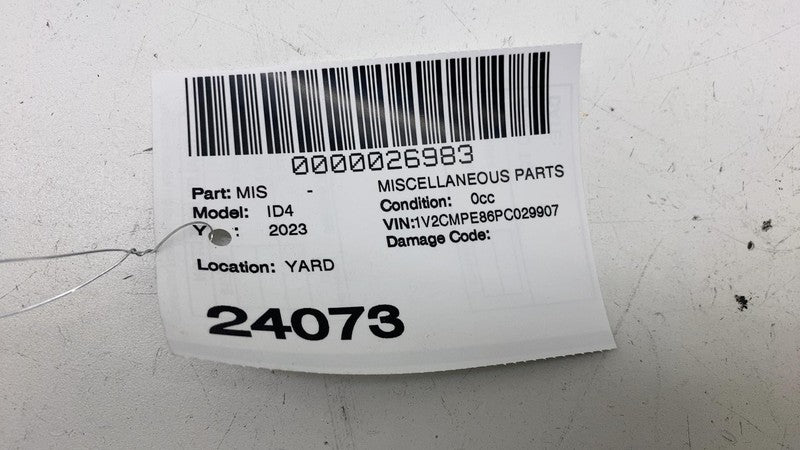 0000026983
Part: MIS - MISCELLANEOUS PARTS
Model: ID4 Condition: 0cc
Y : 2023 VIN:1V2CMPE86PC029907
Damage Code:
Location: YARD
24073